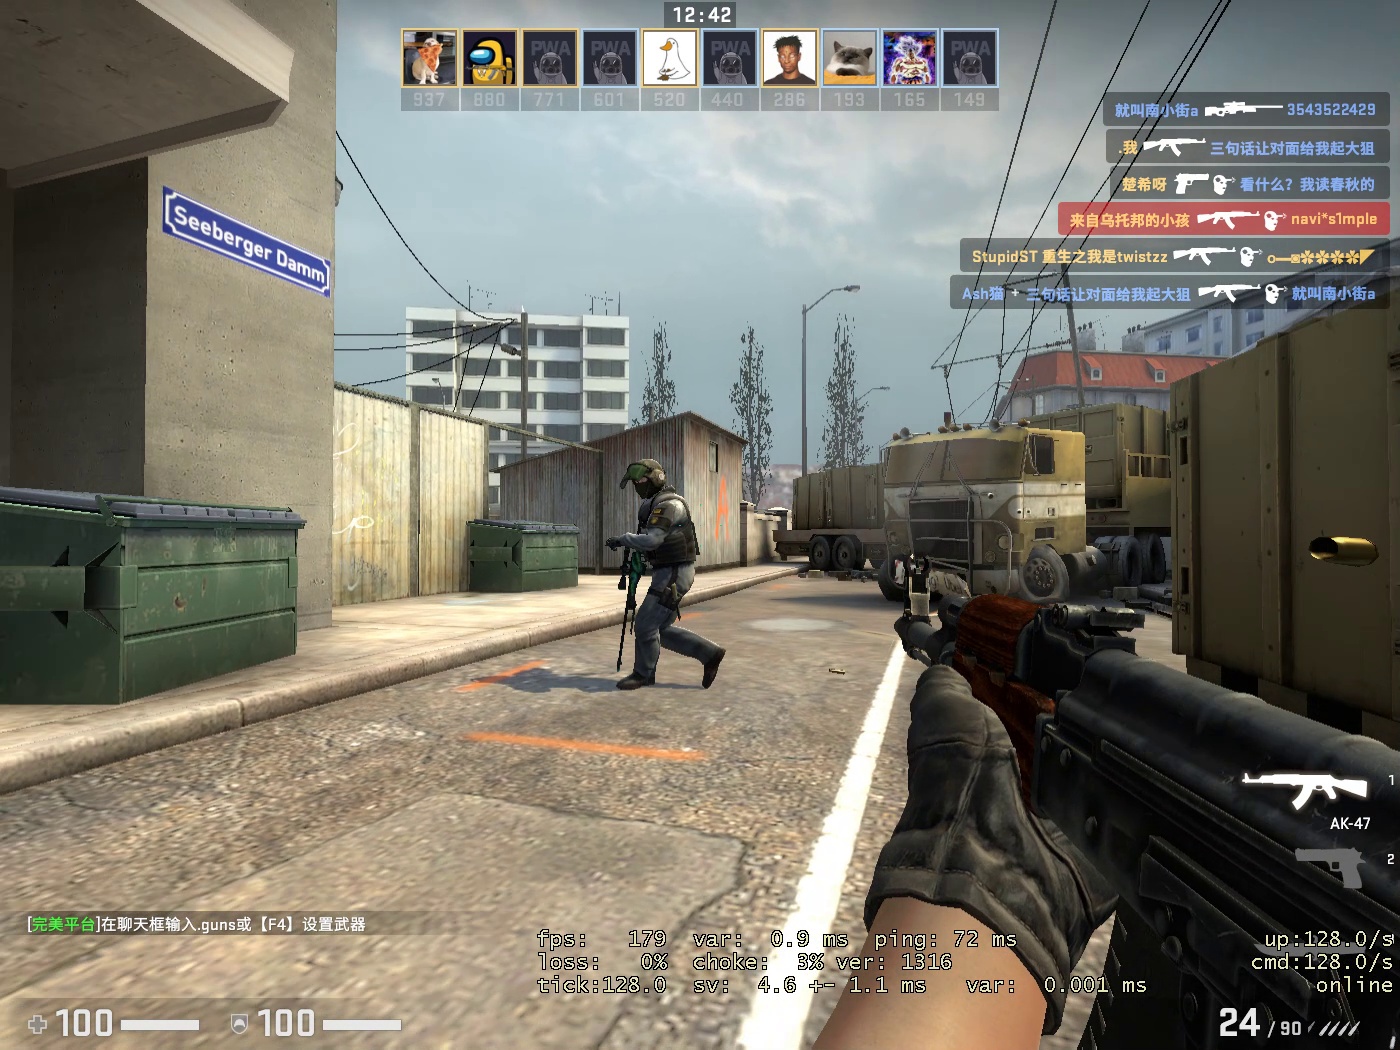 12:42
PWA PWA PWA PWA
937 880 771 601 520 440 286 193 165 149
就叫南小街a 3543522429
.我 三句话让对面给我起大狙
楚希呀 看什么？我读春秋的
来自乌托邦的小孩 navi*s1mple
StupidST 重生之我是twistzz
Ash猫 + 三句话让对面给我起大狙 就叫南小街a
Seeberger Damm
A
1
AK-47
2
[完美平台]在聊天框输入.guns或【F4】设置武器
fps: 179 var: 0.9 ms ping: 72 ms
loss: 0% choke: 3% ver: 1316
tick:128.0 sv: 4.6 +- 1.1 ms var: 0.001 ms
up:128.0/s
cmd:128.0/s
online
100 100
24 / 90